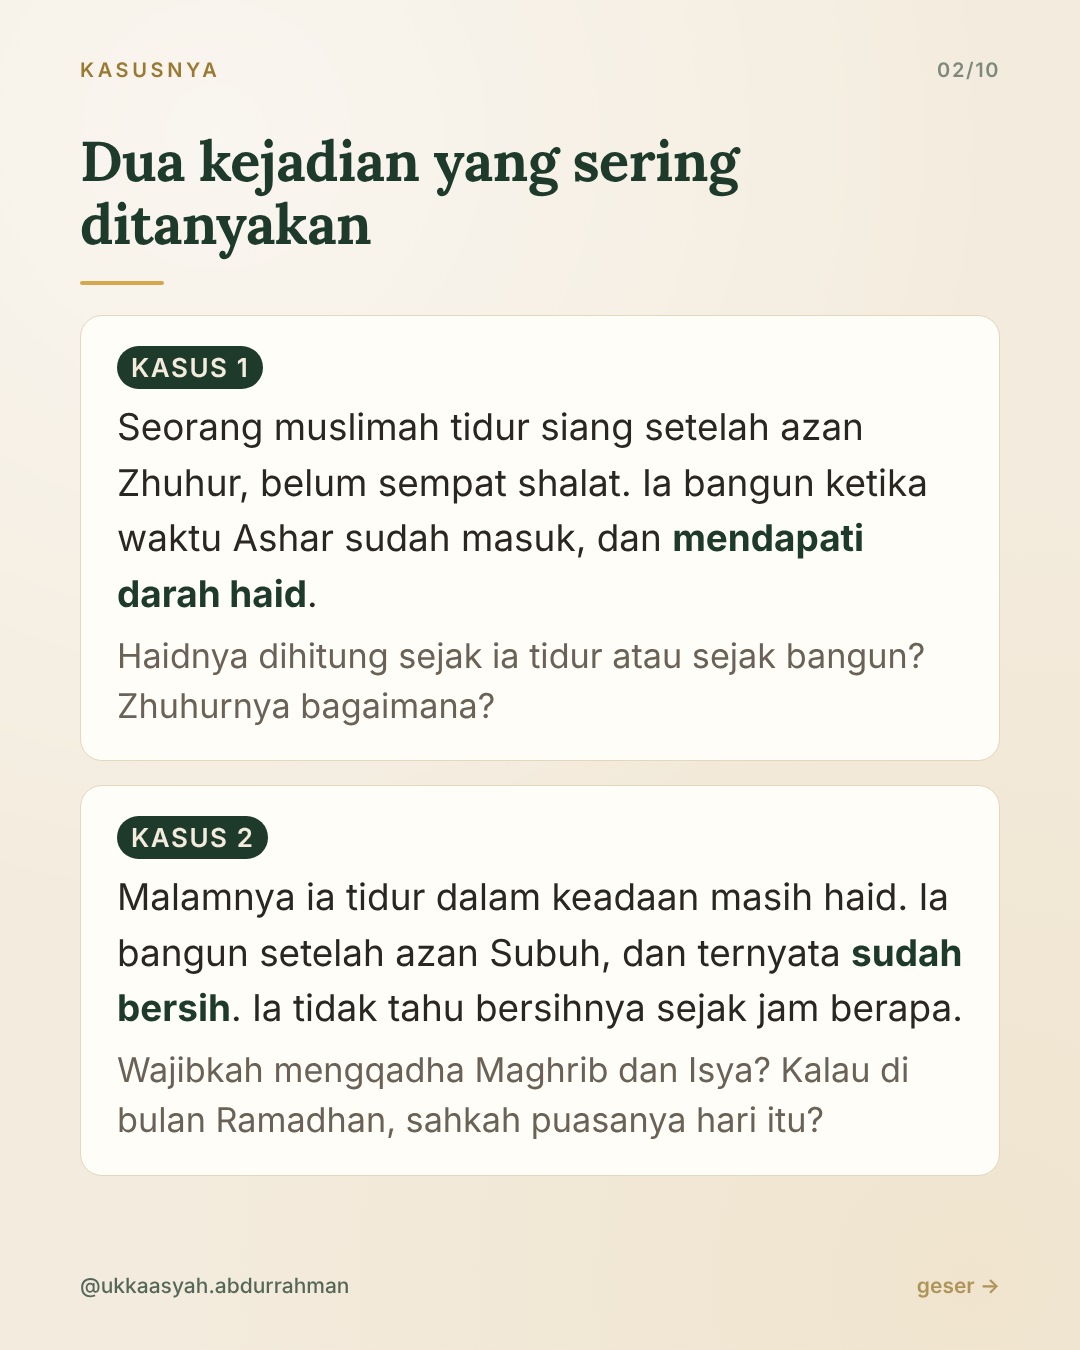 KASUSNYA
02/10
Dua kejadian yang sering
ditanyakan
KASUS 1
Seorang muslimah tidur siang setelah azan
Zhuhur, belum sempat shalat. Ia bangun ketika
waktu Ashar sudah masuk, dan mendapati
darah haid.
Haidnya dihitung sejak ia tidur atau sejak bangun?
Zhuhurnya bagaimana?
KASUS 2
Malamnya ia tidur dalam keadaan masih haid. Ia
bangun setelah azan Subuh, dan ternyata sudah
bersih. Ia tidak tahu bersihnya sejak jam berapa.
Wajibkah mengqadha Maghrib dan Isya? Kalau di
bulan Ramadhan, sahkah puasanya hari itu?
@ukkaasyah.abdurrahman
geser →